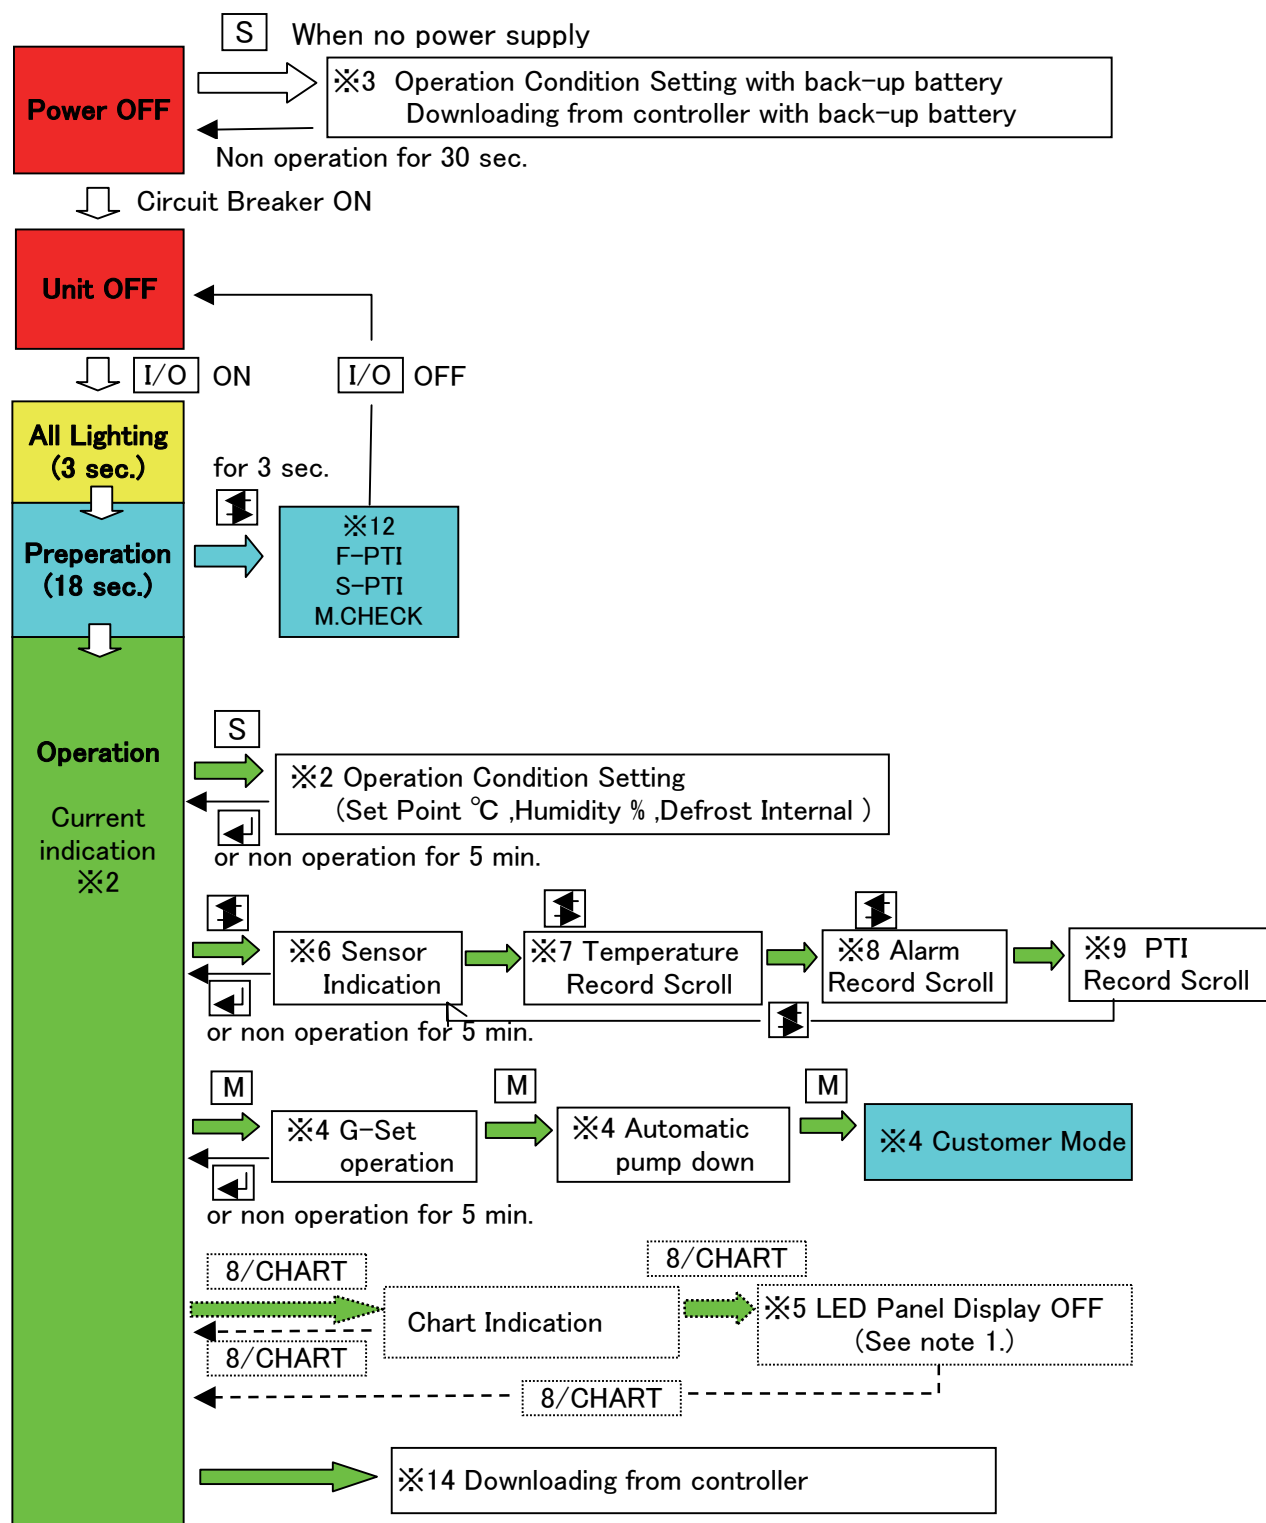 S When no power supply
Power OFF
※3 Operation Condition Setting with back-up battery
Downloading from controller with back-up battery
Non operation for 30 sec.
Circuit Breaker ON
Unit OFF
I/O ON
I/O OFF
All Lighting
(3 sec.)
for 3 sec.
Preperation
(18 sec.)
※12
F-PTI
S-PTI
M.CHECK
Operation
Current
indication
※2
S
※2 Operation Condition Setting
(Set Point ℃ ,Humidity % ,Defrost Internal )
or non operation for 5 min.
※6 Sensor
Indication
※7 Temperature
Record Scroll
※8 Alarm
Record Scroll
※9 PTI
Record Scroll
or non operation for 5 min.
M
M
M
※4 G-Set
operation
※4 Automatic
pump down
※4 Customer Mode
or non operation for 5 min.
8/CHART
8/CHART
Chart Indication
※5 LED Panel Display OFF
(See note 1.)
8/CHART
8/CHART
※14 Downloading from controller